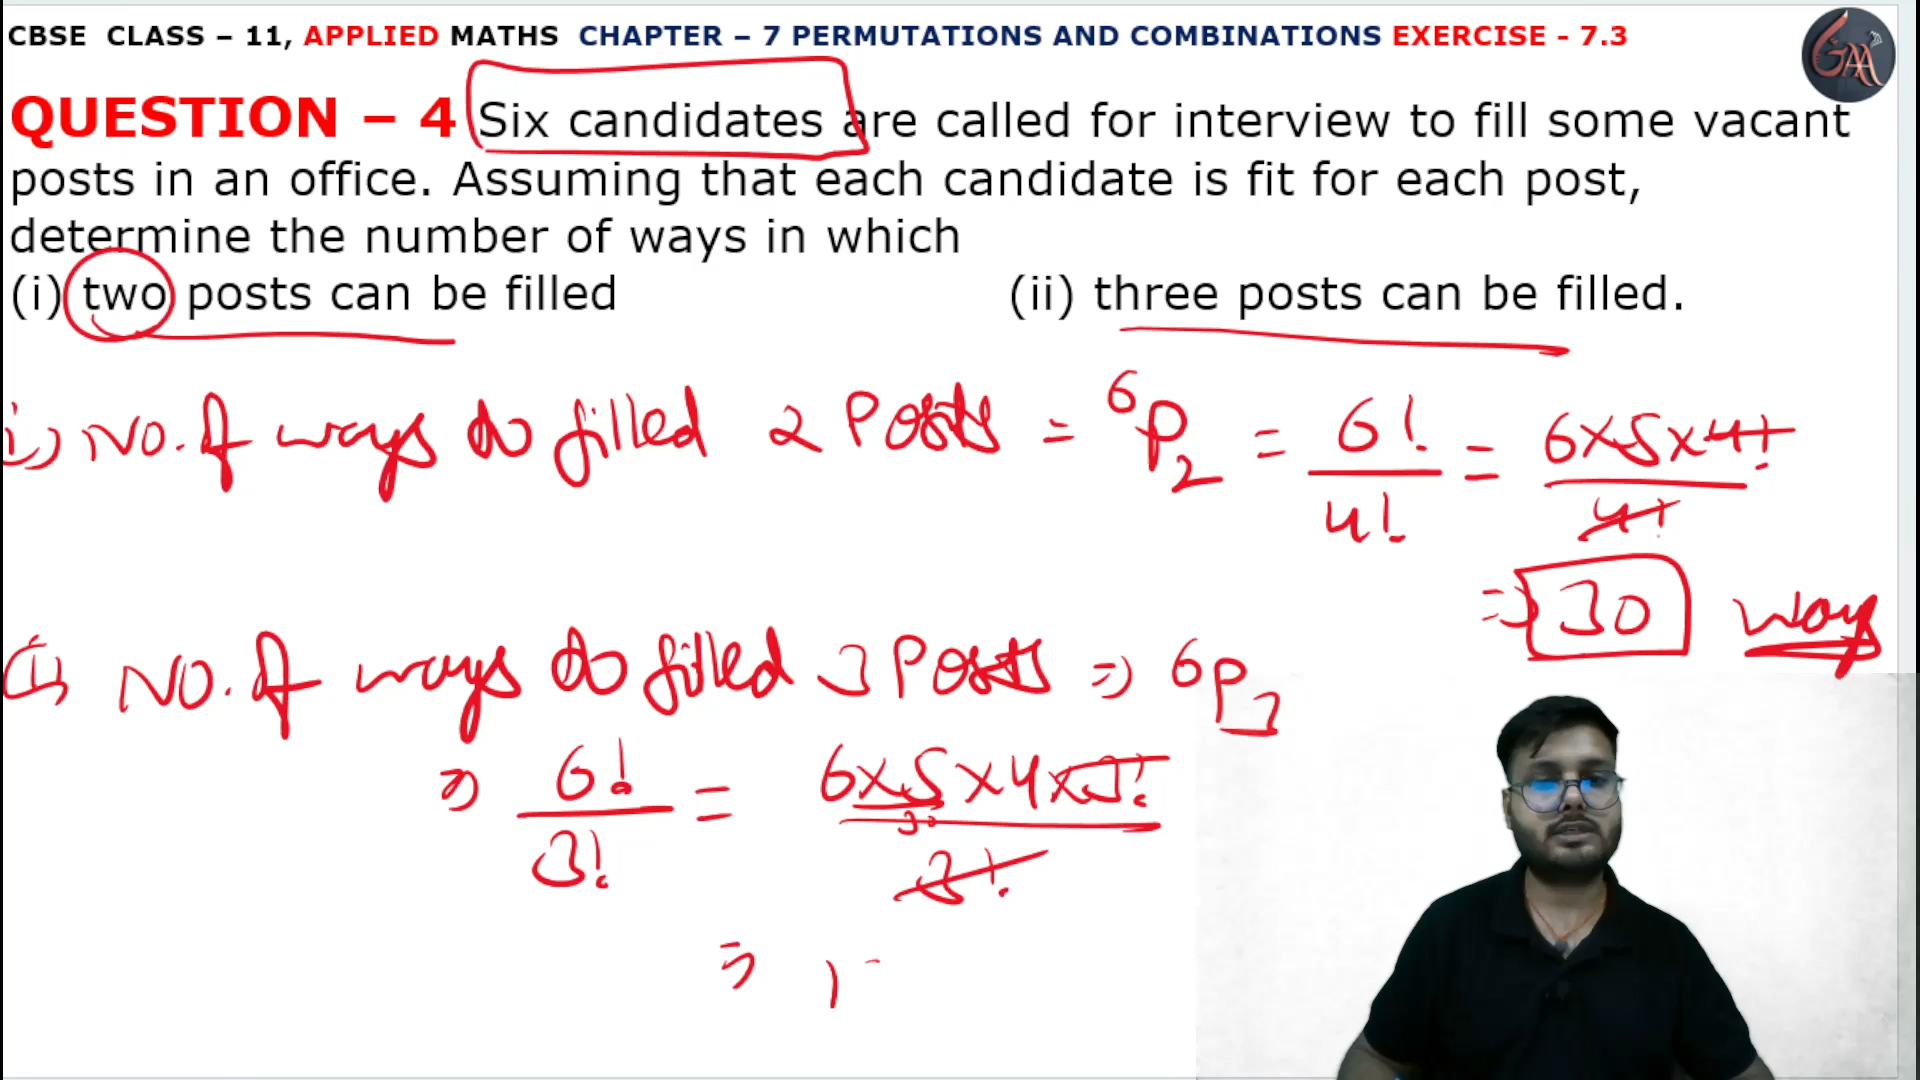 CBSE CLASS – 11, APPLIED MATHS CHAPTER – 7 PERMUTATIONS AND COMBINATIONS EXERCISE - 7.3
QUESTION – 4 Six candidates are called for interview to fill some vacant
posts in an office. Assuming that each candidate is fit for each post,
determine the number of ways in which
(i) two posts can be filled (ii) three posts can be filled.
i) No. of ways do filled 2 Posts = ⁶P₂ = 6!/4! = 6×5×4!/4!
⇒ 30 ways
(ii) No. of ways do filled 3 Posts ⇒ ⁶P₃
⇒ 6!/3! = 6×5×4×3!/3!
30
⇒ 1